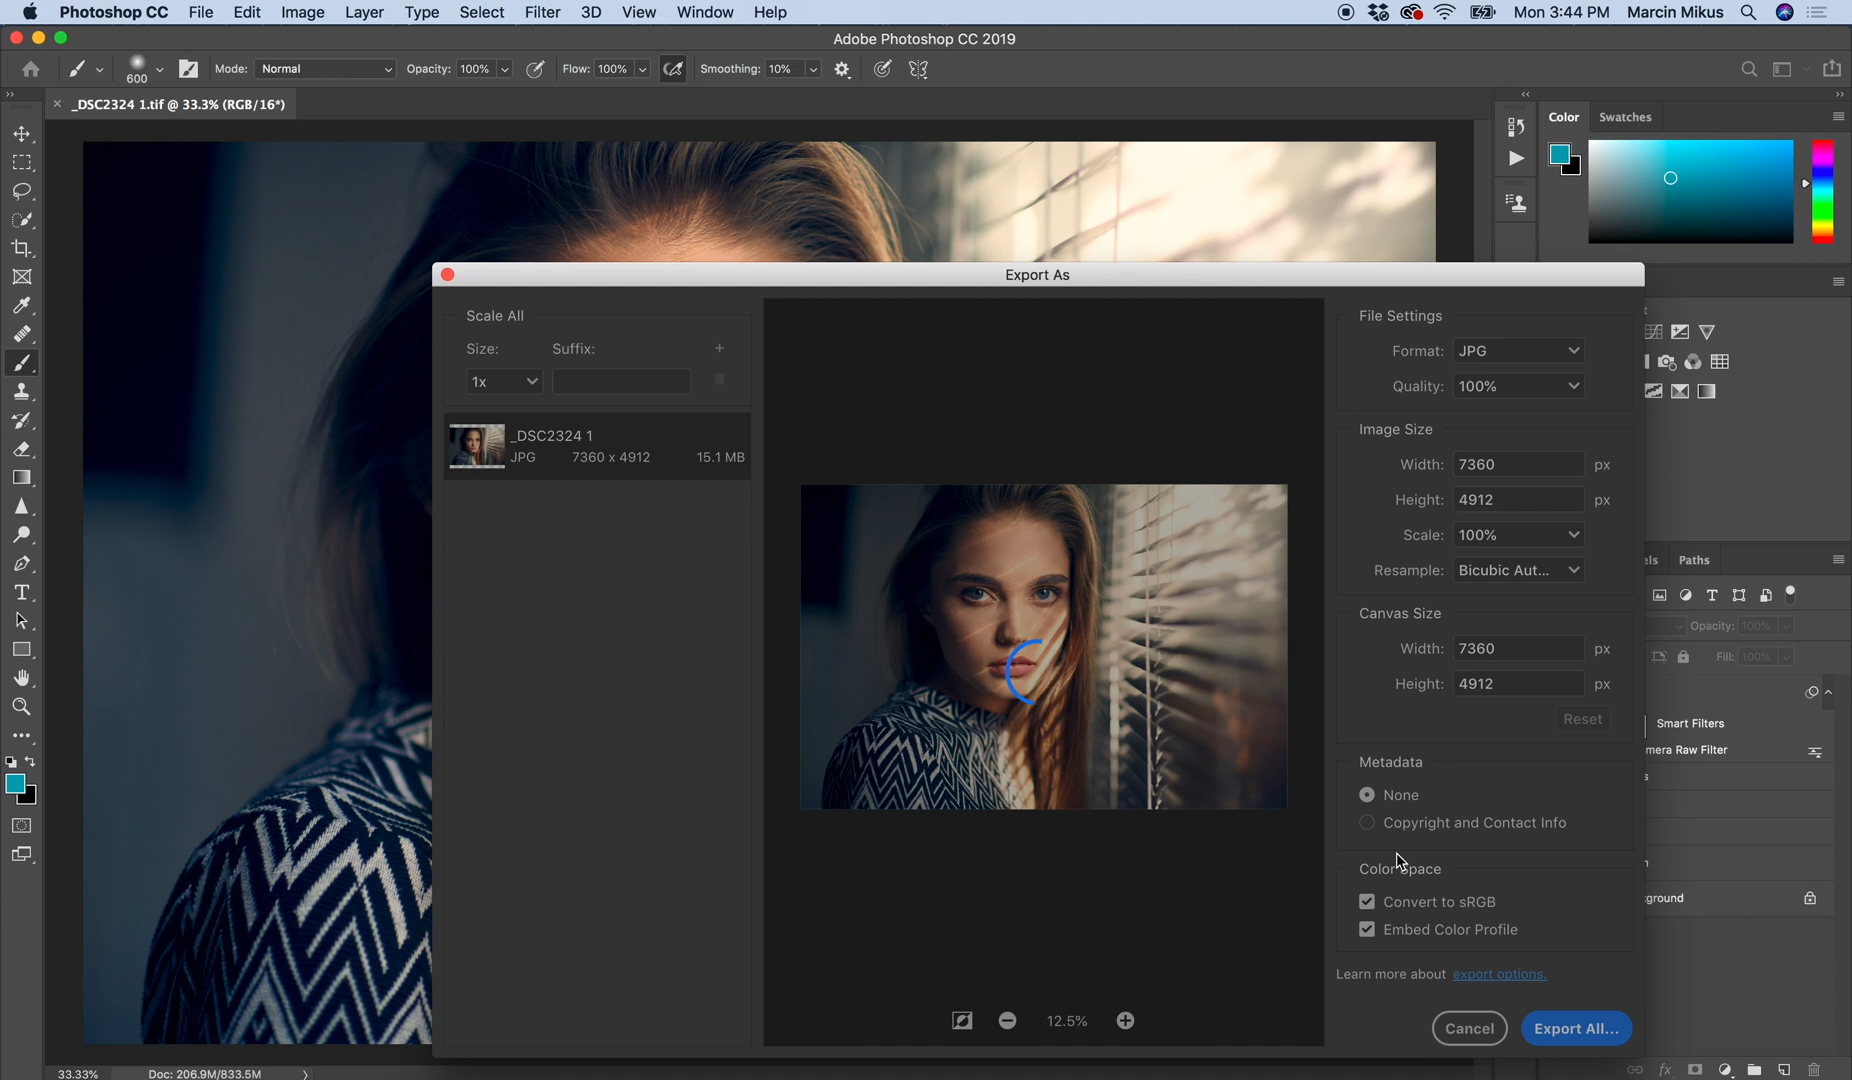 Photoshop CC File Edit Image Layer Type Select Filter 3D View Window Help Mon 3:44 PM Marcin Mikus
Adobe Photoshop CC 2019
600 Mode: Normal Opacity: 100% Flow: 100% Smoothing: 10%
_DSC2324 1.tif @ 33.3% (RGB/16*)
Color Swatches
Export As
Scale All
Size: Suffix:
1x
_DSC2324 1
JPG 7360 x 4912 15.1 MB
12.5%
File Settings
Format: JPG
Quality: 100%
Image Size
Width: 7360 px
Height: 4912 px
Scale: 100%
Resample: Bicubic Aut...
Canvas Size
Width: 7360 px
Height: 4912 px
Reset
Metadata
None
Copyright and Contact Info
Color Space
Convert to sRGB
Embed Color Profile
Learn more about export options.
Cancel Export All...
t
els Paths
Opacity: 100%
Fill: 100%
Smart Filters
mera Raw Filter
s
n
ground
fx
33.33% Doc: 206.9M/833.5M